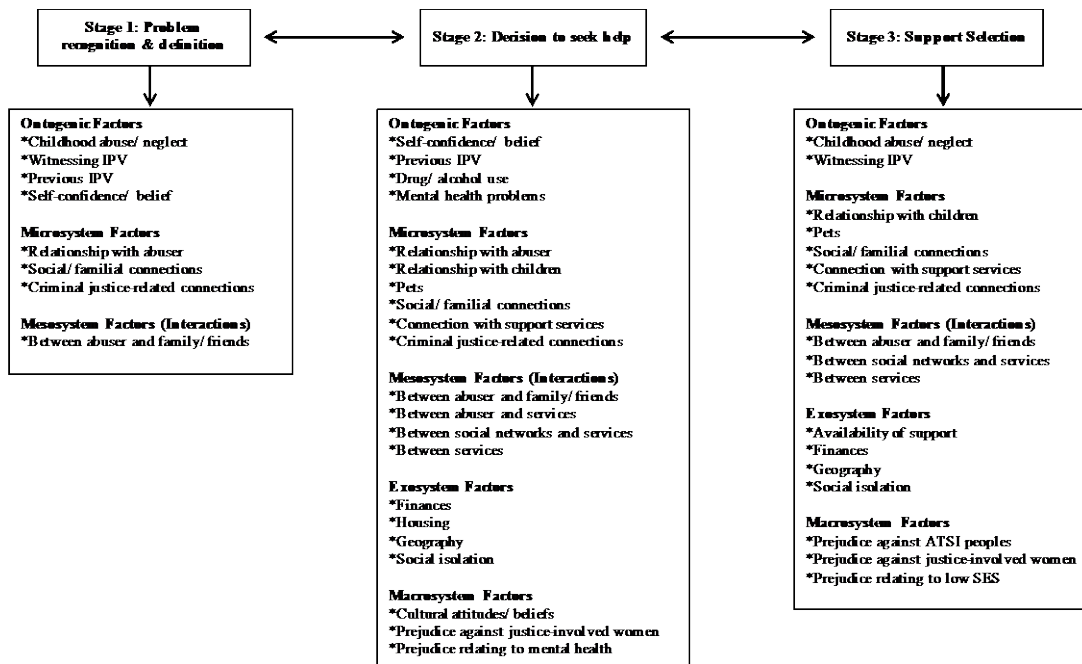 Stage 1: Problem
recognition & definition
Stage 2: Decision to seek help
Stage 3: Support Selection
Ontogenic Factors
*Childhood abuse/ neglect
*Witnessing IPV
*Previous IPV
*Self-confidence/ belief
Microsystem Factors
*Relationship with abuser
*Social/ familial connections
*Criminal justice-related connections
Mesosystem Factors (Interactions)
*Between abuser and family/ friends
Ontogenic Factors
*Self-confidence/ belief
*Previous IPV
*Drug/ alcohol use
*Mental health problems
Microsystem Factors
*Relationship with abuser
*Relationship with children
*Pets
*Social/ familial connections
*Connection with support services
*Criminal justice-related connections
Mesosystem Factors (Interactions)
*Between abuser and family/ friends
*Between abuser and services
*Between social networks and services
*Between services
Exosystem Factors
*Finances
*Housing
*Geography
*Social isolation
Macrosystem Factors
*Cultural attitudes/ beliefs
*Prejudice against justice-involved women
*Prejudice relating to mental health
Ontogenic Factors
*Childhood abuse/ neglect
*Witnessing IPV
Microsystem Factors
*Relationship with children
*Pets
*Social/ familial connections
*Connection with support services
*Criminal justice-related connections
Mesosystem Factors (Interactions)
*Between abuser and family/ friends
*Between social networks and services
*Between services
Exosystem Factors
*Availability of support
*Finances
*Geography
*Social isolation
Macrosystem Factors
*Prejudice against ATSI peoples
*Prejudice against justice-involved women
*Prejudice relating to low SES